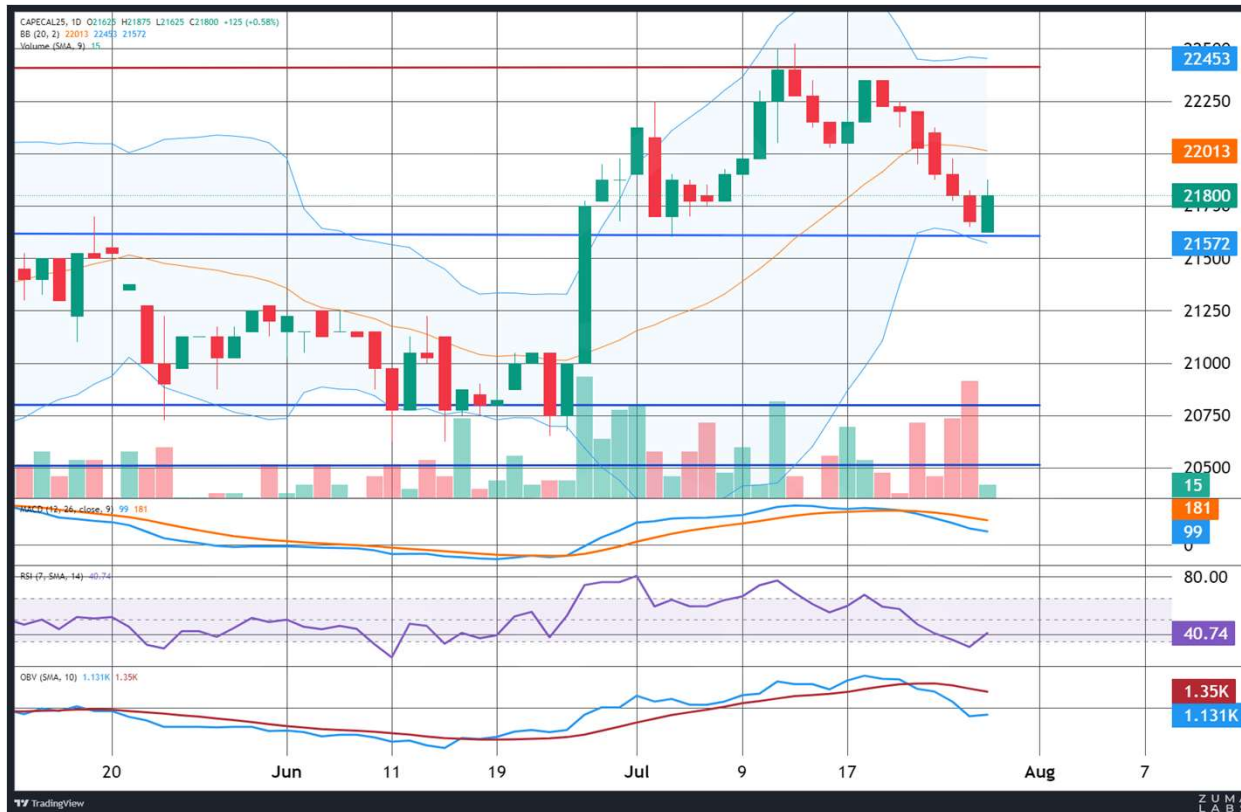 CAPECAL25, 1D O21625 H21875 L21625 C21800 +125 (+0.58%)
BB (20, 2) 22013 22453 21572
Volume (SMA, 9) 15
22500
22453
22250
22013
21800
21750
21572
21500
21250
21000
20750
20500
15
MACD (12, 26, close, 9) 99 181
181
99
0
RSI (7, SMA, 14) 40.74
80.00
40.74
OBV (SMA, 10) 1.131K 1.35K
1.35K
1.131K
20 Jun 11 19 Jul 9 17 Aug 7
TradingView
ZUMA
LABS